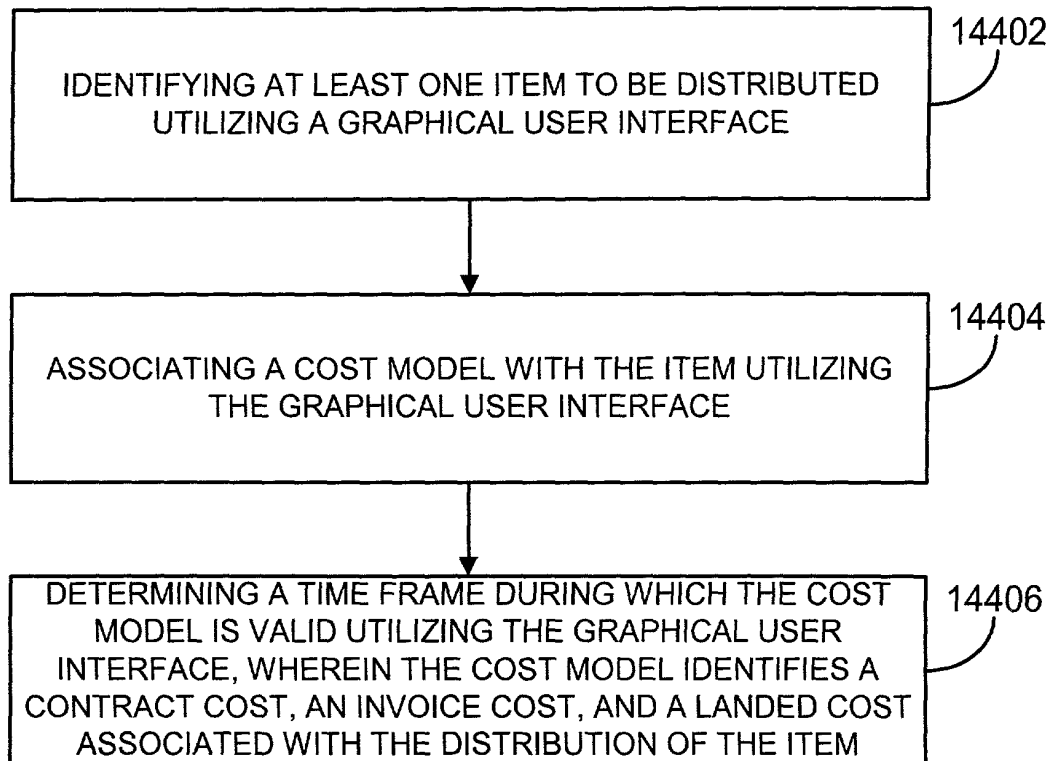 14402
IDENTIFYING AT LEAST ONE ITEM TO BE DISTRIBUTED
UTILIZING A GRAPHICAL USER INTERFACE
14404
ASSOCIATING A COST MODEL WITH THE ITEM UTILIZING
THE GRAPHICAL USER INTERFACE
14406
DETERMINING A TIME FRAME DURING WHICH THE COST
MODEL IS VALID UTILIZING THE GRAPHICAL USER
INTERFACE, WHEREIN THE COST MODEL IDENTIFIES A
CONTRACT COST, AN INVOICE COST, AND A LANDED COST
ASSOCIATED WITH THE DISTRIBUTION OF THE ITEM